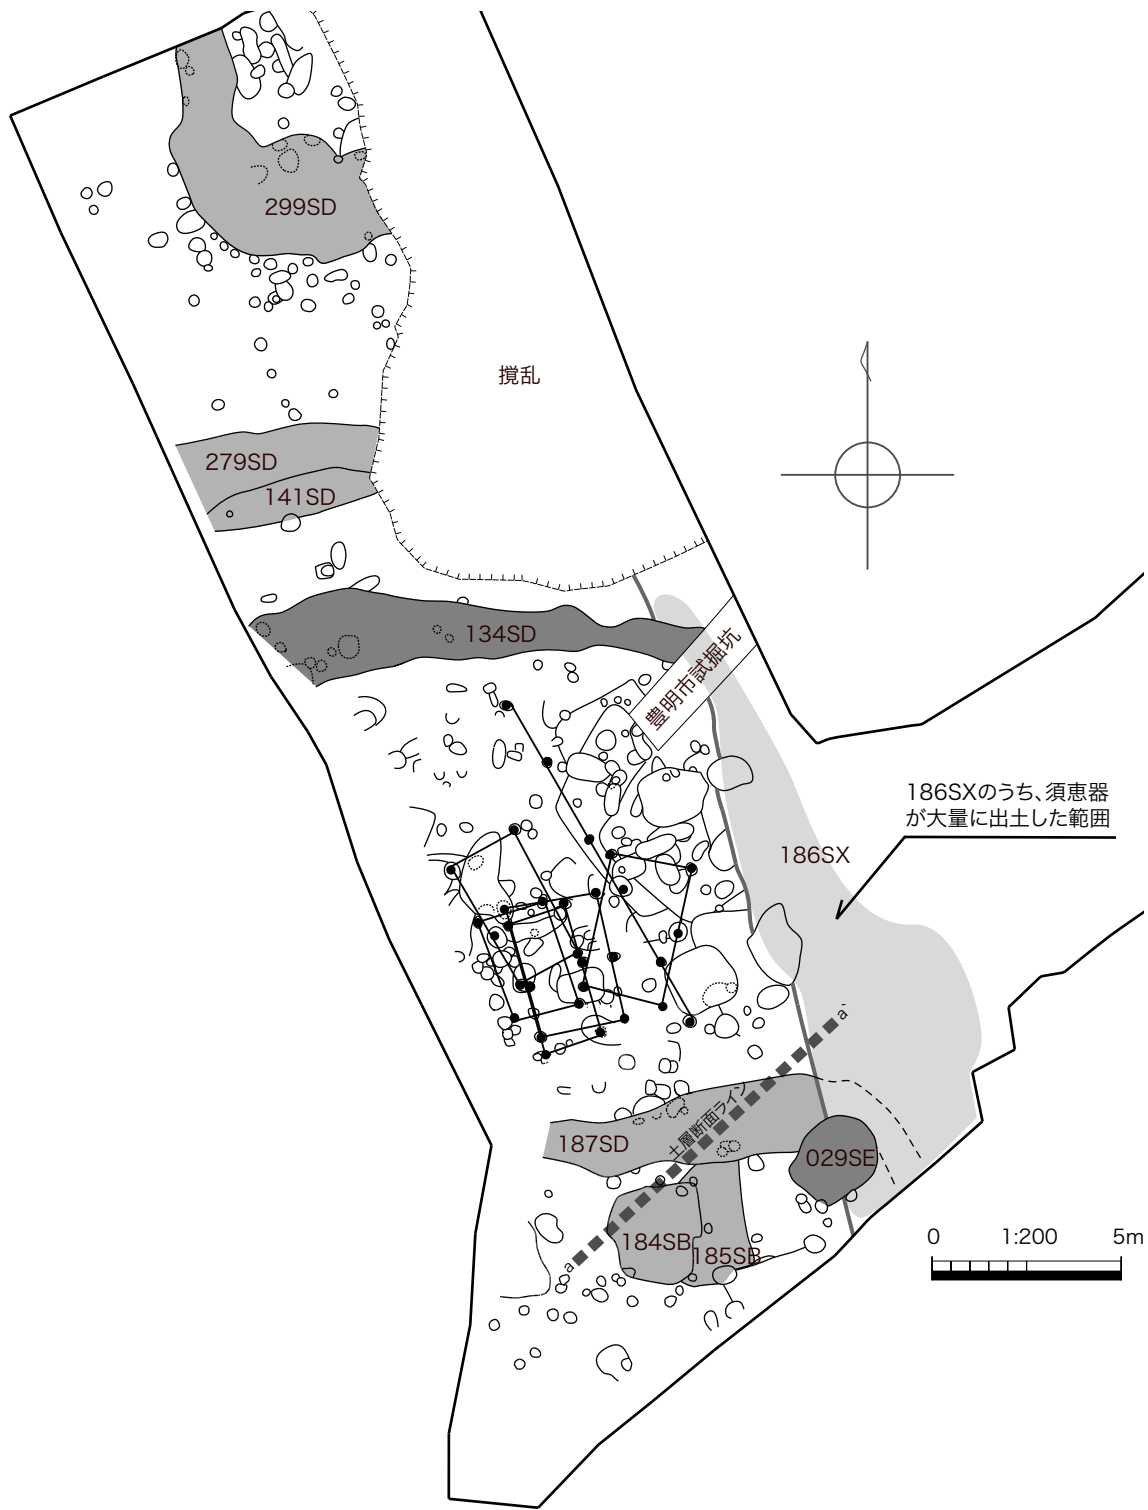 299SD
撹乱
279SD
141SD
134SD
豊明市試掘坑
186SXのうち、須恵器
が大量に出土した範囲
186SX
a'
土層断面ライン
187SD
029SE
184SB
185SB
a
0 1:200 5m